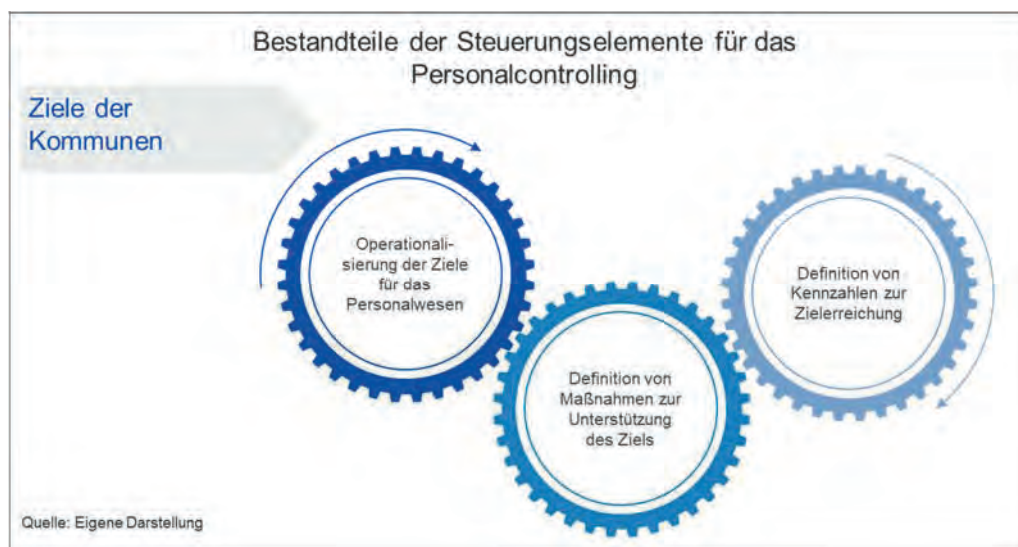 Bestandteile der Steuerungselemente für das
Personalcontrolling
Ziele der
Kommunen
Operationali-
sierung der Ziele
für das
Personalwesen
Definition von
Maßnahmen zur
Unterstützung
des Ziels
Definition von
Kennzahlen zur
Zielerreichung
Quelle: Eigene Darstellung